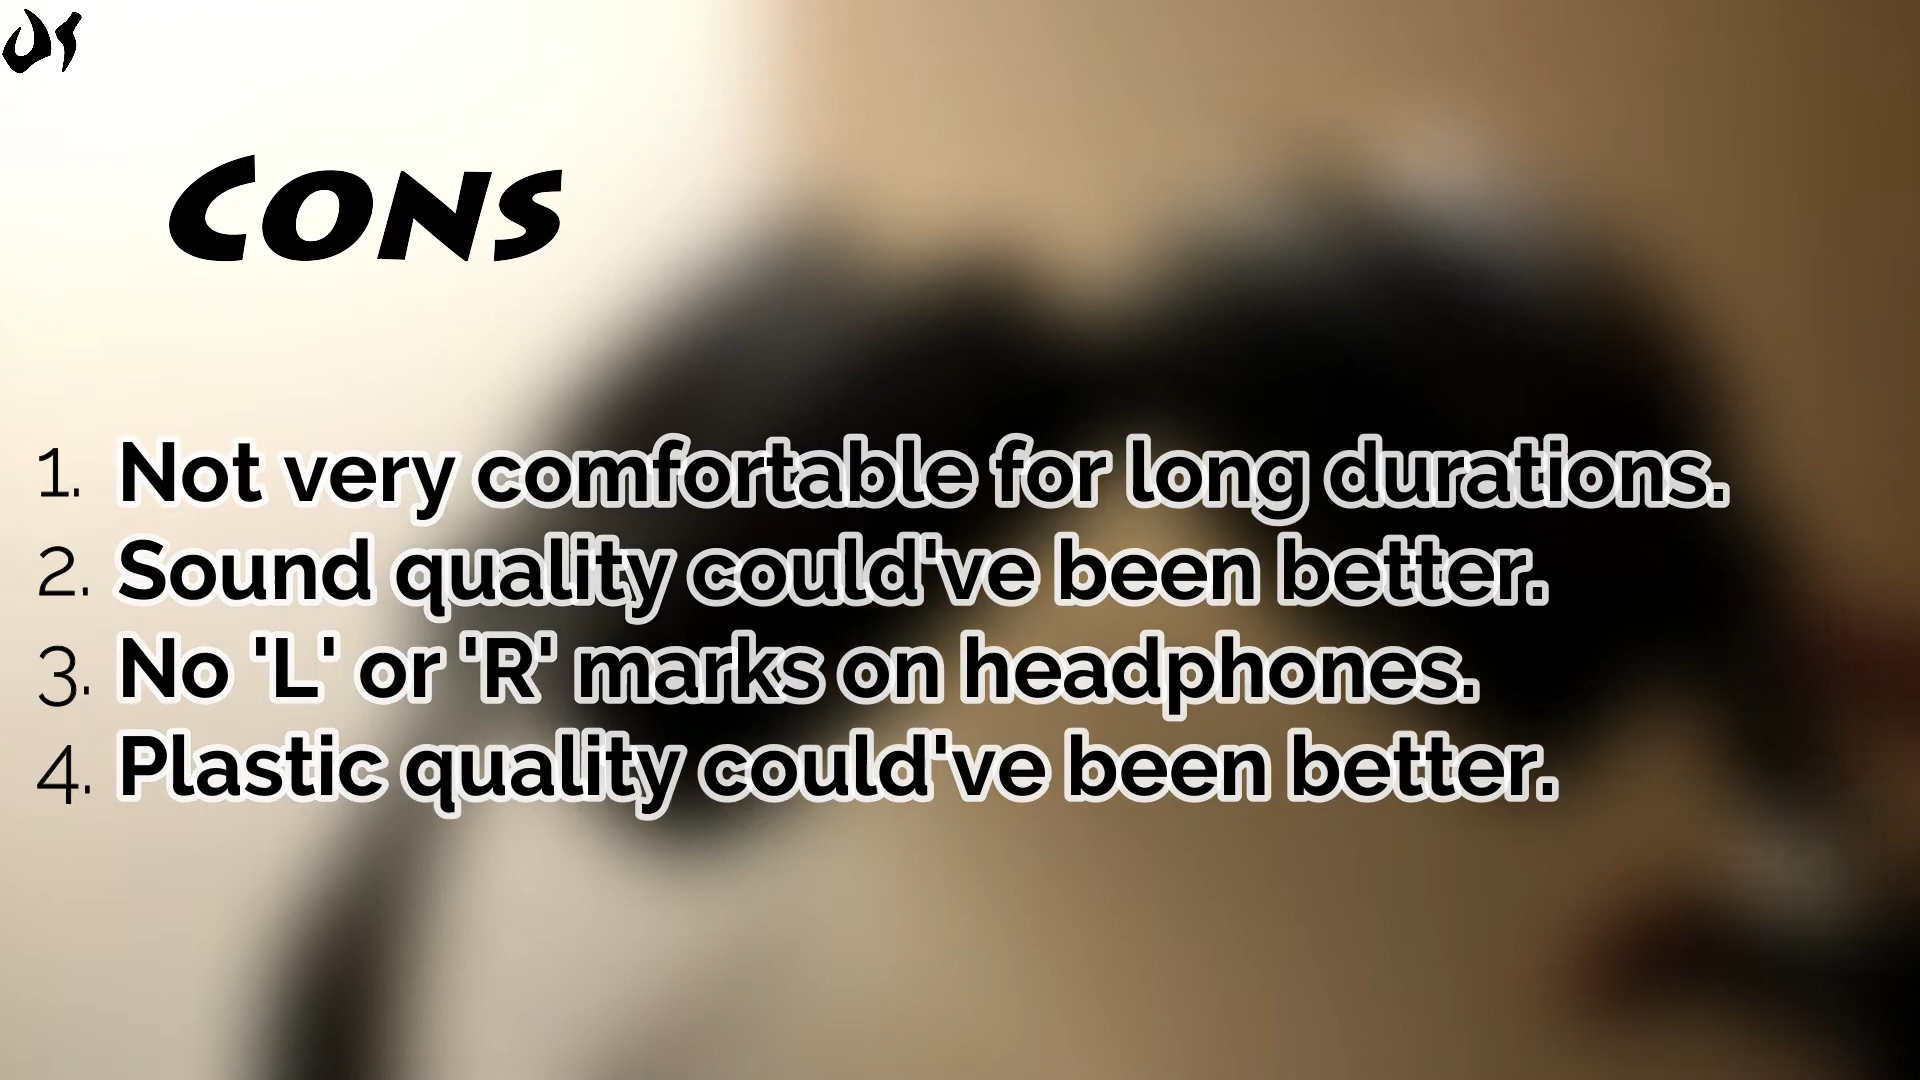 Cons
1. Not very comfortable for long durations.
2. Sound quality could've been better.
3. No 'L' or 'R' marks on headphones.
4. Plastic quality could've been better.